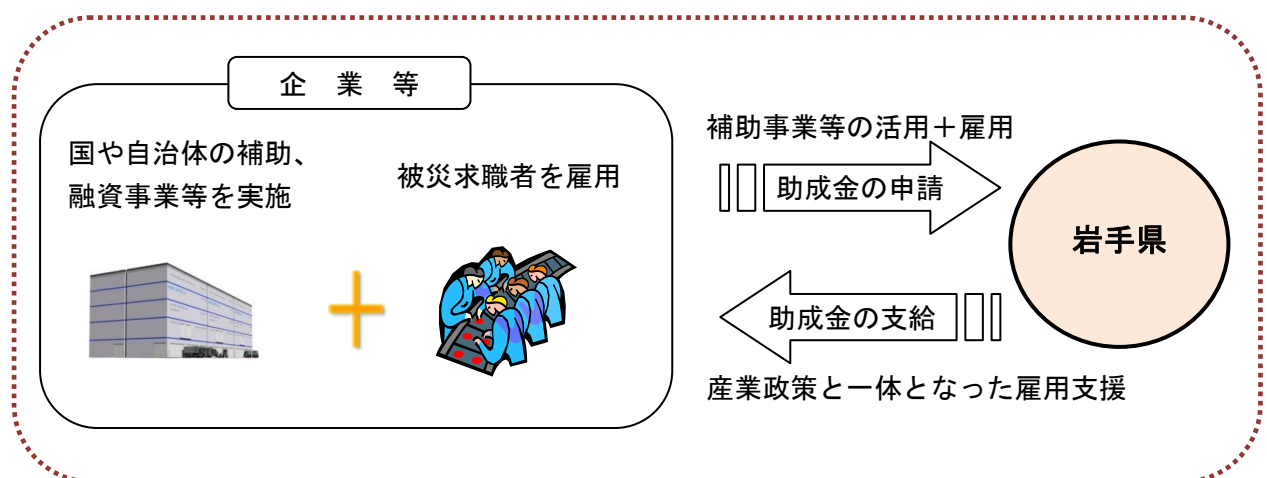 企　業　等
国や自治体の補助、
融資事業等を実施
被災求職者を雇用
補助事業等の活用＋雇用
助成金の申請
岩手県
助成金の支給
産業政策と一体となった雇用支援